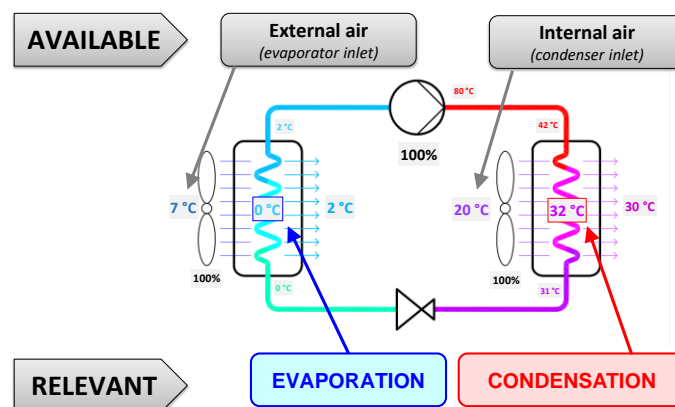 AVAILABLE
External air
(evaporator inlet)
Internal air
(condenser inlet)
80 °C
2 °C
42 °C
100%
7 °C
0 °C
2 °C
20 °C
32 °C
30 °C
100%
0 °C
100%
31 °C
RELEVANT
EVAPORATION
CONDENSATION